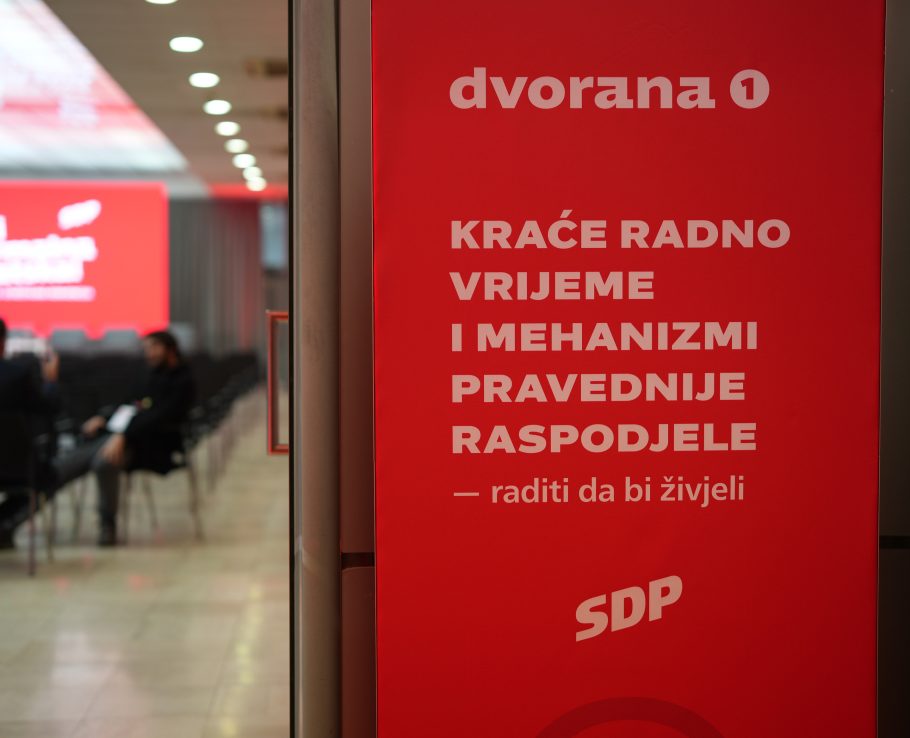 dvorana 1
KRAĆE RADNO
VRIJEME
I MEHANIZMI
PRAVEDNIJE
RASPODJELE
— raditi da bi živjeli
SDP